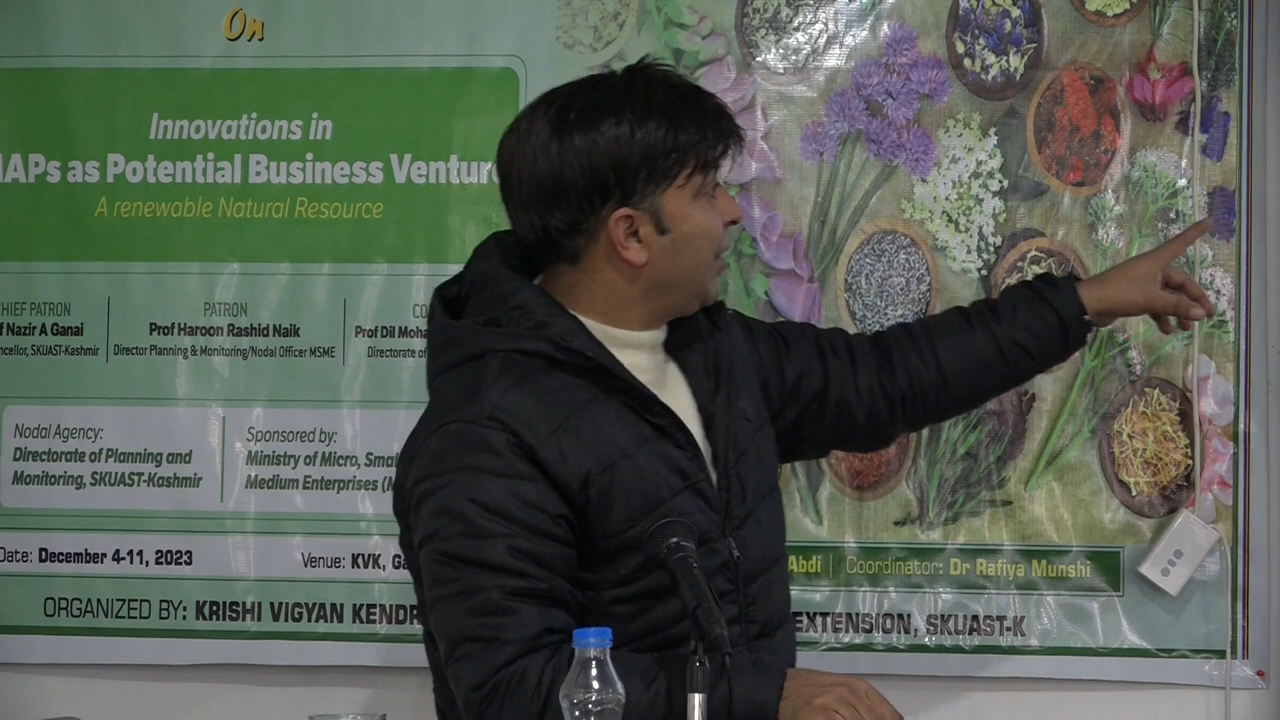 On
Innovations in
MAPs as Potential Business Ventur
A renewable Natural Resource
CHIEF PATRON
Nazir A Ganai
SKUAST-Kashmir
PATRON
Prof Haroon Rashid Naik
Director Planning & Monitoring/Nodal Officer MSME
CO
Prof Dil Moha
Directorate of
Nodal Agency:
Directorate of Planning and
Monitoring, SKUAST-Kashmir
Sponsored by:
Ministry of Micro, Smal
Medium Enterprises (M
Date: December 4-11, 2023
Venue: KVK, Ga
Abdi | Coordinator: Dr Rafiya Munshi
ORGANIZED BY: KRISHI VIGYAN KENDR EXTENSION, SKUAST-K